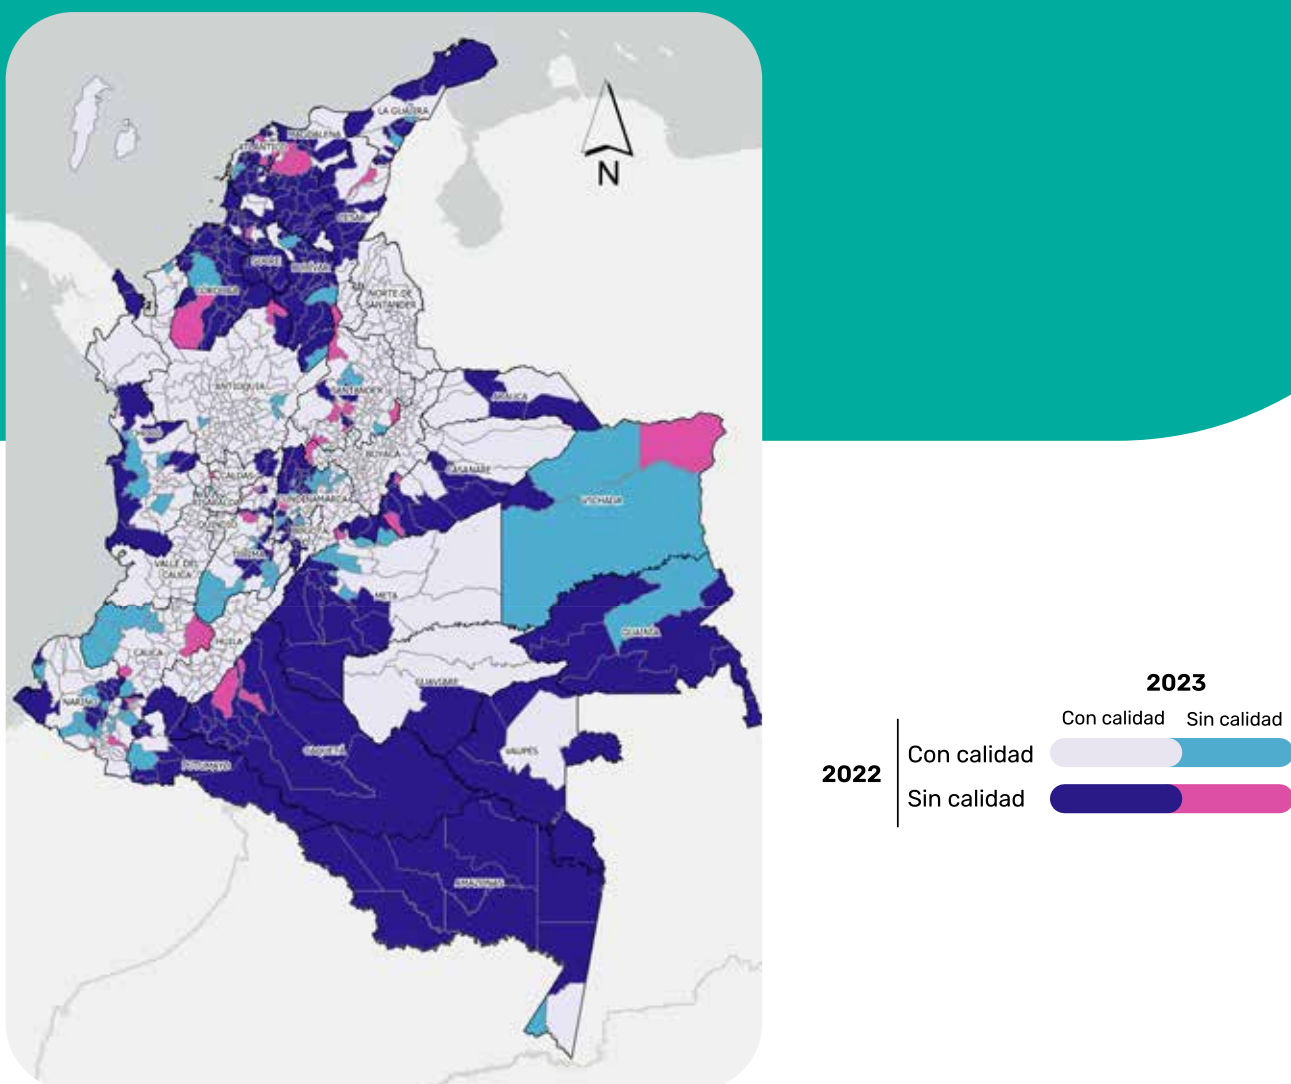 N
LA GUAJIRA
MAGDALENA
ATLÁNTICO
CESAR
SUCRE
BOLÍVAR
CÓRDOBA
NORTE DE
SANTANDER
ANTIOQUIA
SANTANDER
ARAUCA
BOYACÁ
CASANARE
CALDAS
CUNDINAMARCA
RISARALDA
VICHADA
QUINDÍO
TOLIMA
VALLE DEL
CAUCA
META
GUAINÍA
HUILA
CAUCA
GUAVIARE
NARIÑO
VAUPÉS
CAQUETÁ
PUTUMAYO
AMAZONAS
2023
Con calidad Sin calidad
2022
Con calidad
Sin calidad